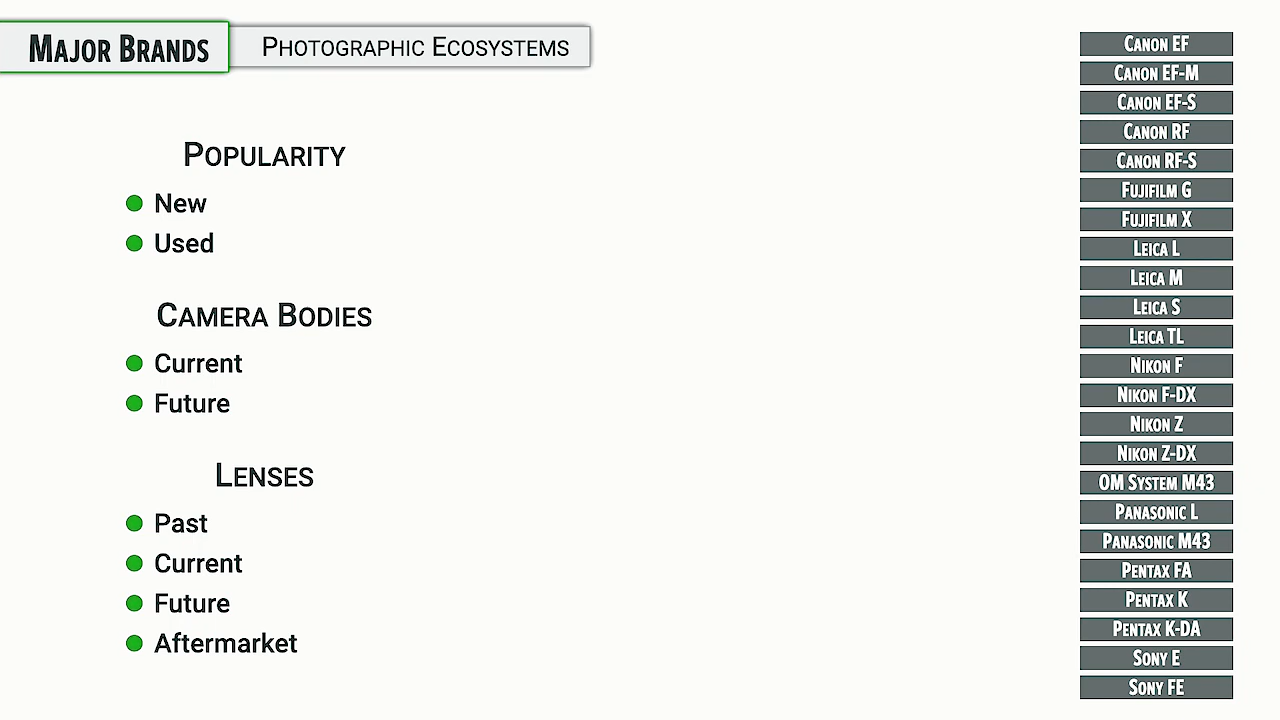 Major Brands
Photographic Ecosystems
Popularity
New
Used
Camera Bodies
Current
Future
Lenses
Past
Current
Future
Aftermarket
Canon EF
Canon EF-M
Canon EF-S
Canon RF
Canon RF-S
Fujifilm G
Fujifilm X
Leica L
Leica M
Leica S
Leica TL
Nikon F
Nikon F-DX
Nikon Z
Nikon Z-DX
OM System M43
Panasonic L
Panasonic M43
Pentax FA
Pentax K
Pentax K-DA
Sony E
Sony FE